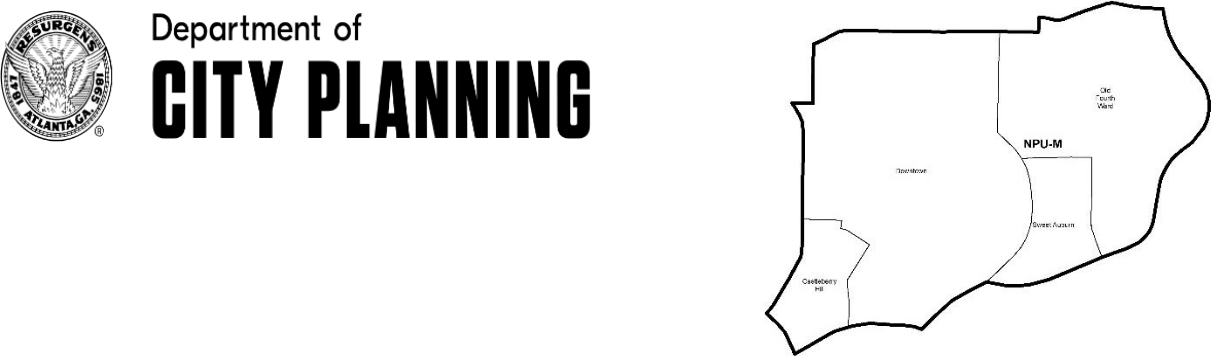 RESURGENS
1847 1865
ATLANTA, GA.
®
Department of
CITY PLANNING
Old
Fourth
Ward
NPU-M
Downtown
Sweet Auburn
Castleberry
Hill